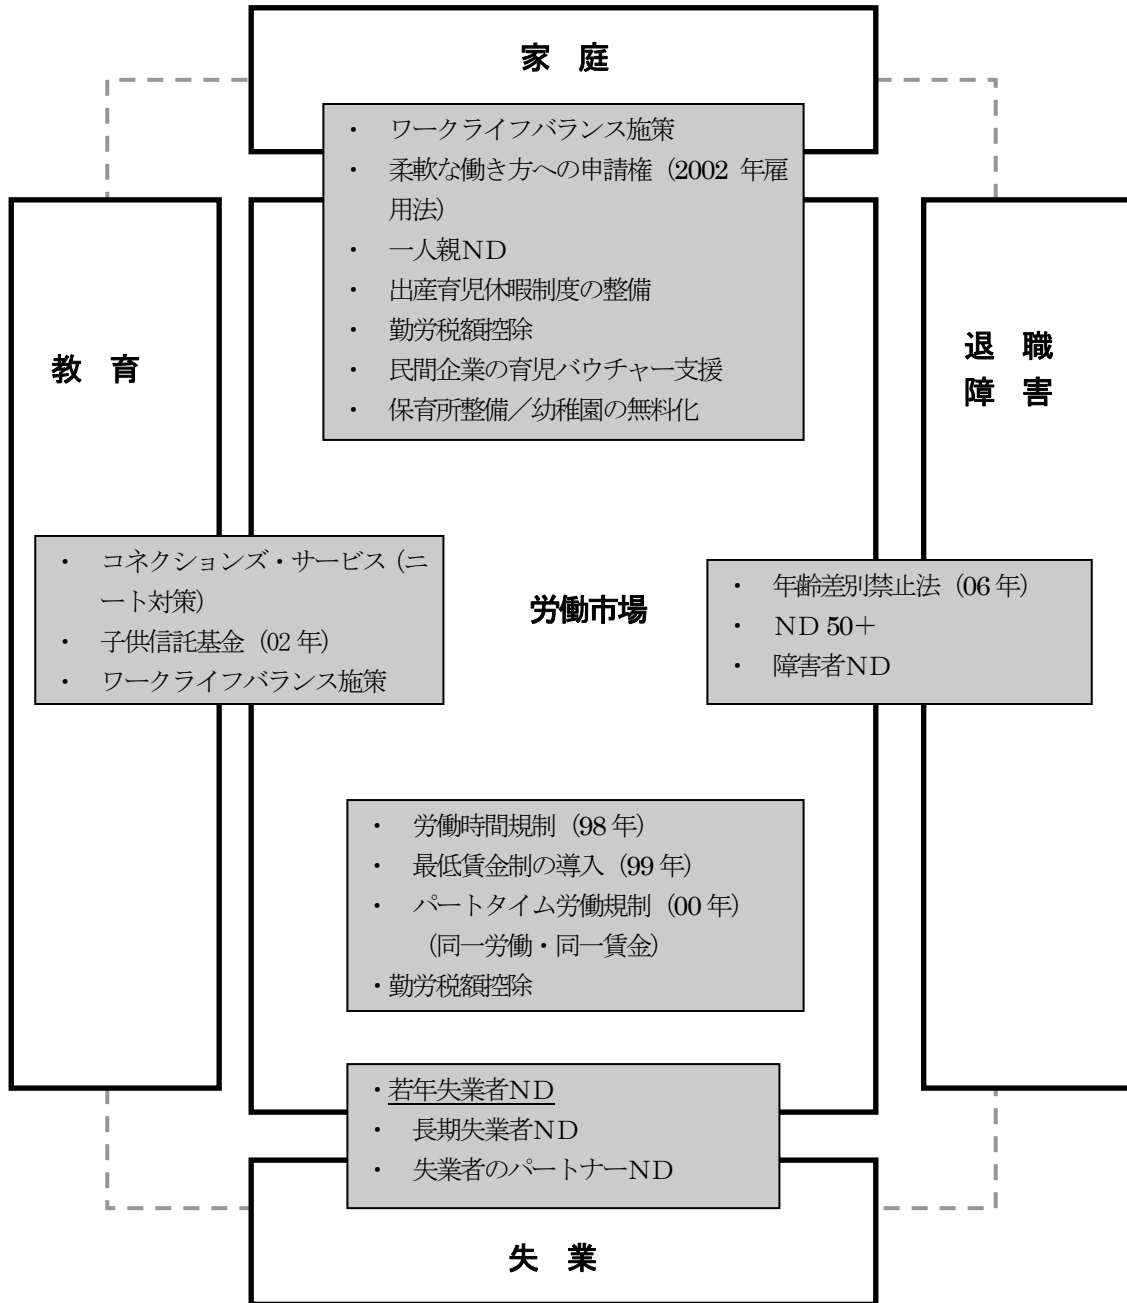 家 庭
・ ワークライフバランス施策
・ 柔軟な働き方への申請権（2002 年雇
用法）
・ 一人親ND
・ 出産育児休暇制度の整備
・ 勤労税額控除
・ 民間企業の育児バウチャー支援
・ 保育所整備／幼稚園の無料化
教 育
退 職
障 害
・ コネクションズ・サービス（ニ
ート対策）
・ 子供信託基金（02 年）
・ ワークライフバランス施策
労働市場
・ 年齢差別禁止法（06 年）
・ ND 50＋
・ 障害者ND
・ 労働時間規制（98 年）
・ 最低賃金制の導入（99 年）
・ パートタイム労働規制（00 年）
（同一労働・同一賃金）
・勤労税額控除
・若年失業者ND
・ 長期失業者ND
・ 失業者のパートナーND
失 業